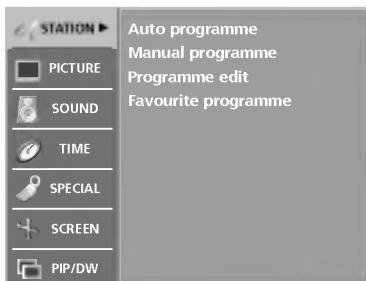 STATION
PICTURE
SOUND
TIME
SPECIAL
SCREEN
PIP/DW
Auto programme
Manual programme
Programme edit
Favourite programme